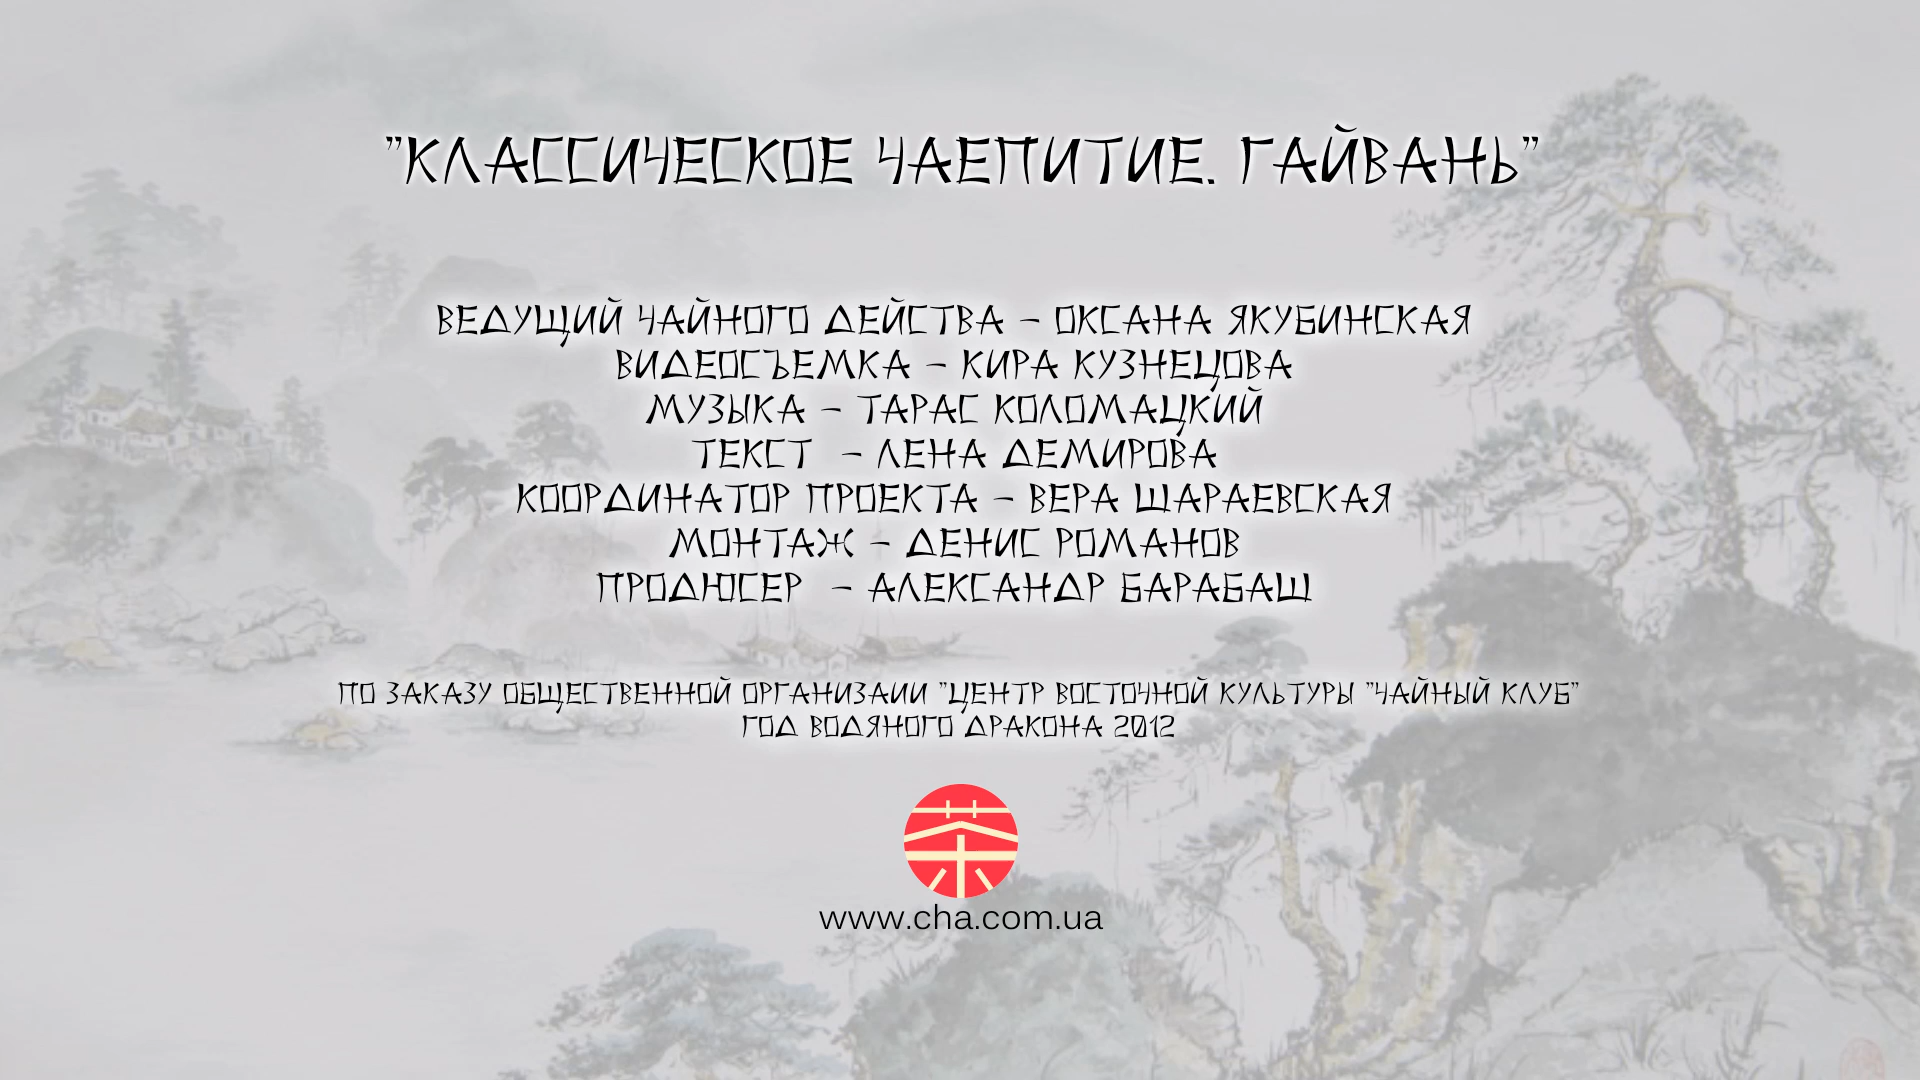 "КЛАССИЧЕСКОЕ ЧАЕПИТИЕ. ГАЙВАНЬ"
ВЕДУЩИЙ ЧАЙНОГО ДЕЙСТВА – ОКСАНА ЯКУБИНСКАЯ
ВИДЕОСЪЕМКА – КИРА КУЗНЕЦОВА
МУЗЫКА – ТАРАС КОЛОМАЦКИЙ
ТЕКСТ – ЛЕНА ДЕМИРОВА
КООРДИНАТОР ПРОЕКТА – ВЕРА ШАРАЕВСКАЯ
МОНТАЖ – ДЕНИС РОМАНОВ
ПРОДЮСЕР – АЛЕКСАНДР БАРАБАШ
ПО ЗАКАЗУ ОБЩЕСТВЕННОЙ ОРГАНИЗАИИ "ЦЕНТР ВОСТОЧНОЙ КУЛЬТУРЫ "ЧАЙНЫЙ КЛУБ"
ГОД ВОДЯНОГО ДРАКОНА 2012
茶
www.cha.com.ua